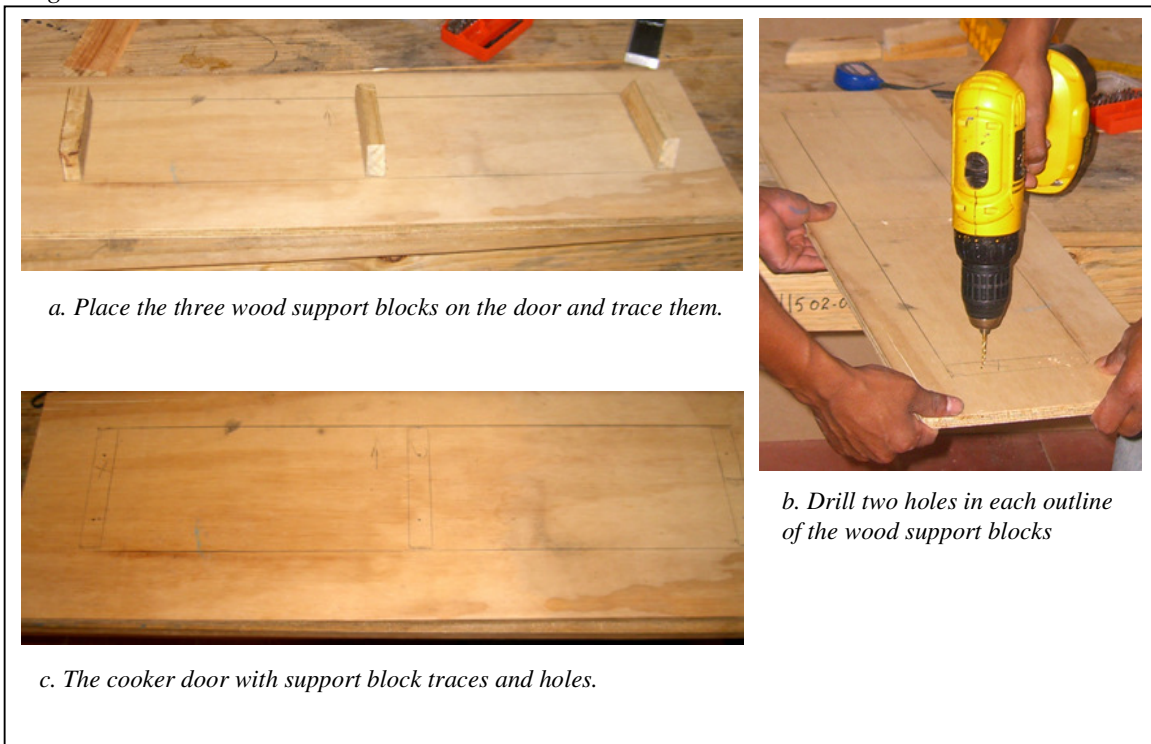 a. Place the three wood support blocks on the door and trace them.
b. Drill two holes in each outline
of the wood support blocks
c. The cooker door with support block traces and holes.